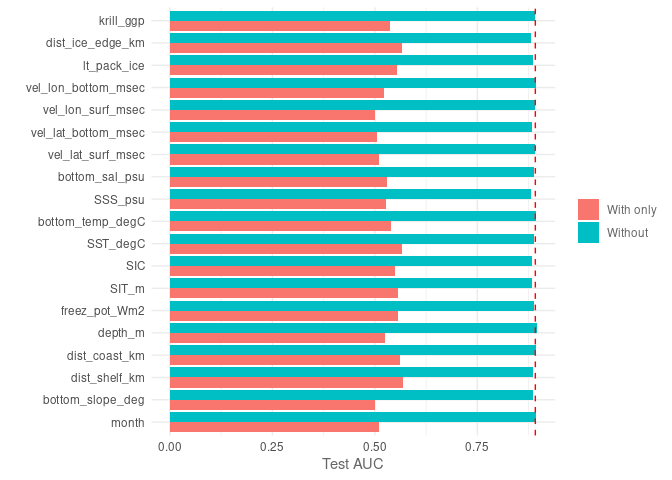 krill_ggp
dist_ice_edge_km
lt_pack_ice
vel_lon_bottom_msec
vel_lon_surf_msec
vel_lat_bottom_msec
vel_lat_surf_msec
bottom_sal_psu
SSS_psu
bottom_temp_degC
SST_degC
SIC
SIT_m
freez_pot_Wm2
depth_m
dist_coast_km
dist_shelf_km
bottom_slope_deg
month
0.00 0.25 0.50 0.75
Test AUC
With only
Without